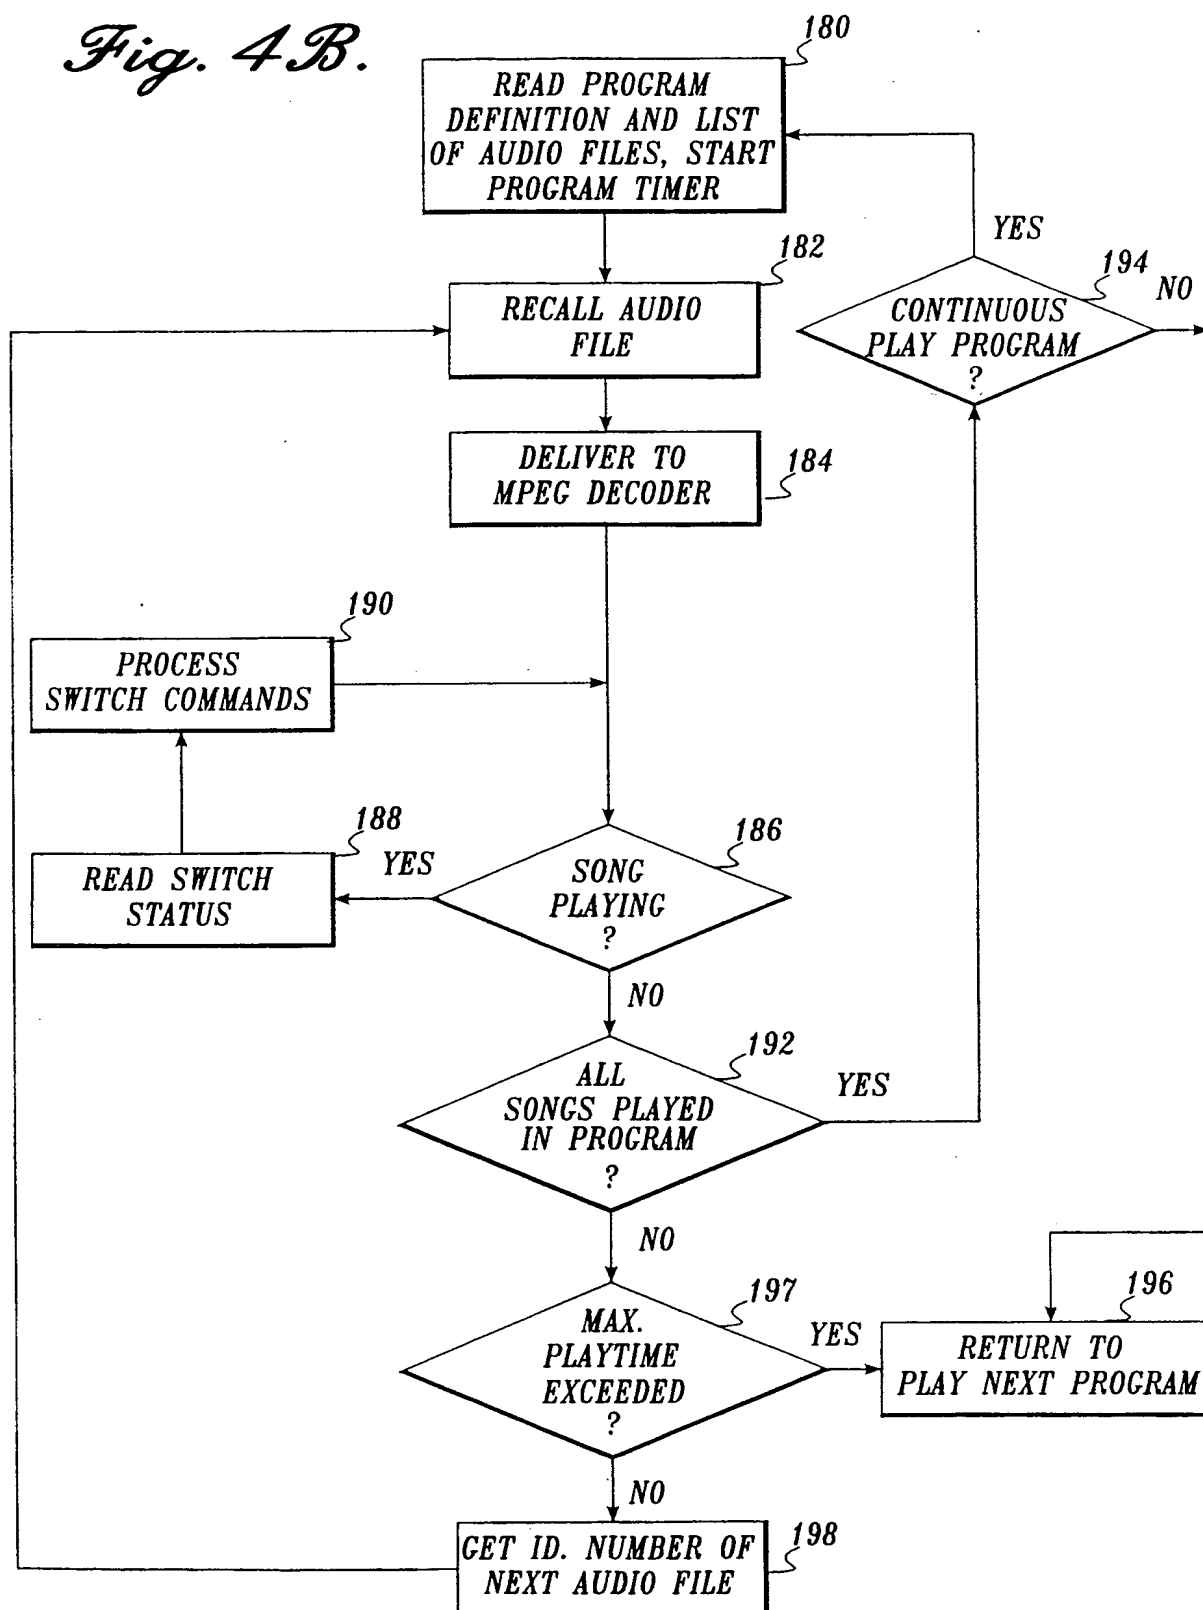 Fig. 4B.
180
READ PROGRAM
DEFINITION AND LIST
OF AUDIO FILES, START
PROGRAM TIMER
YES
182
RECALL AUDIO
FILE
194
NO
CONTINUOUS
PLAY PROGRAM
?
DELIVER TO
MPEG DECODER
184
190
PROCESS
SWITCH COMMANDS
188
READ SWITCH
STATUS
YES
186
SONG
PLAYING
?
NO
192
ALL
SONGS PLAYED
IN PROGRAM
?
YES
NO
197
MAX.
PLAYTIME
EXCEEDED
?
YES
196
RETURN TO
PLAY NEXT PROGRAM
NO
GET ID. NUMBER OF
NEXT AUDIO FILE
198